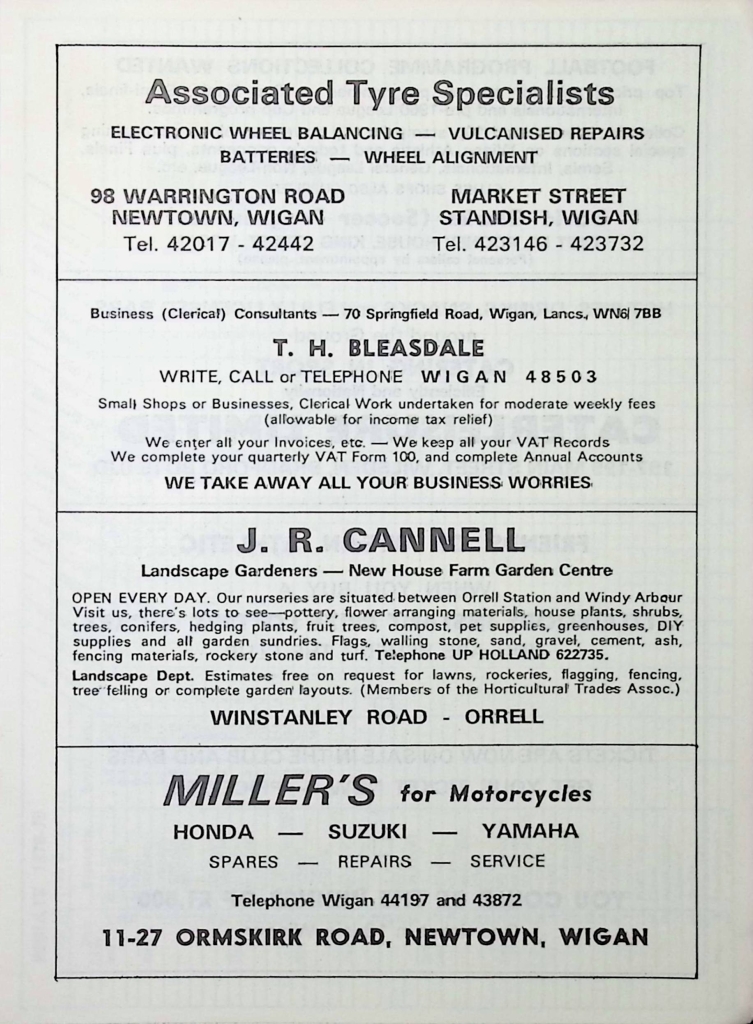 Associated Tyre Specialists
ELECTRONIC WHEEL BALANCING — VULCANISED REPAIRS
BATTERIES — WHEEL ALIGNMENT
98 WARRINGTON ROAD
NEWTOWN, WIGAN
Tel. 42017 - 42442
MARKET STREET
STANDISH, WIGAN
Tel. 423146 - 423732
Business (Clerical) Consultants — 70 Springfield Road, Wigan, Lancs., WN6 7BB
T. H. BLEASDALE
WRITE, CALL or TELEPHONE WIGAN 48503
Small Shops or Businesses, Clerical Work undertaken for moderate weekly fees
(allowable for income tax relief)
We enter all your Invoices, etc. — We keep all your VAT Records
We complete your quarterly VAT Form 100, and complete Annual Accounts
WE TAKE AWAY ALL YOUR BUSINESS WORRIES
J. R. CANNELL
Landscape Gardeners — New House Farm Garden Centre
OPEN EVERY DAY. Our nurseries are situated between Orrell Station and Windy Arbour
Visit us, there's lots to see—pottery, flower arranging materials, house plants, shrubs,
trees, conifers, hedging plants, fruit trees, compost, pet supplies, greenhouses, DIY
supplies and all garden sundries. Flags, walling stone, sand, gravel, cement, ash,
fencing materials, rockery stone and turf. Telephone UP HOLLAND 622735.
Landscape Dept. Estimates free on request for lawns, rockeries, flagging, fencing,
tree felling or complete garden layouts. (Members of the Horticultural Trades Assoc.)
WINSTANLEY ROAD - ORRELL
MILLER'S for Motorcycles
HONDA — SUZUKI — YAMAHA
SPARES — REPAIRS — SERVICE
Telephone Wigan 44197 and 43872
11-27 ORMSKIRK ROAD, NEWTOWN, WIGAN